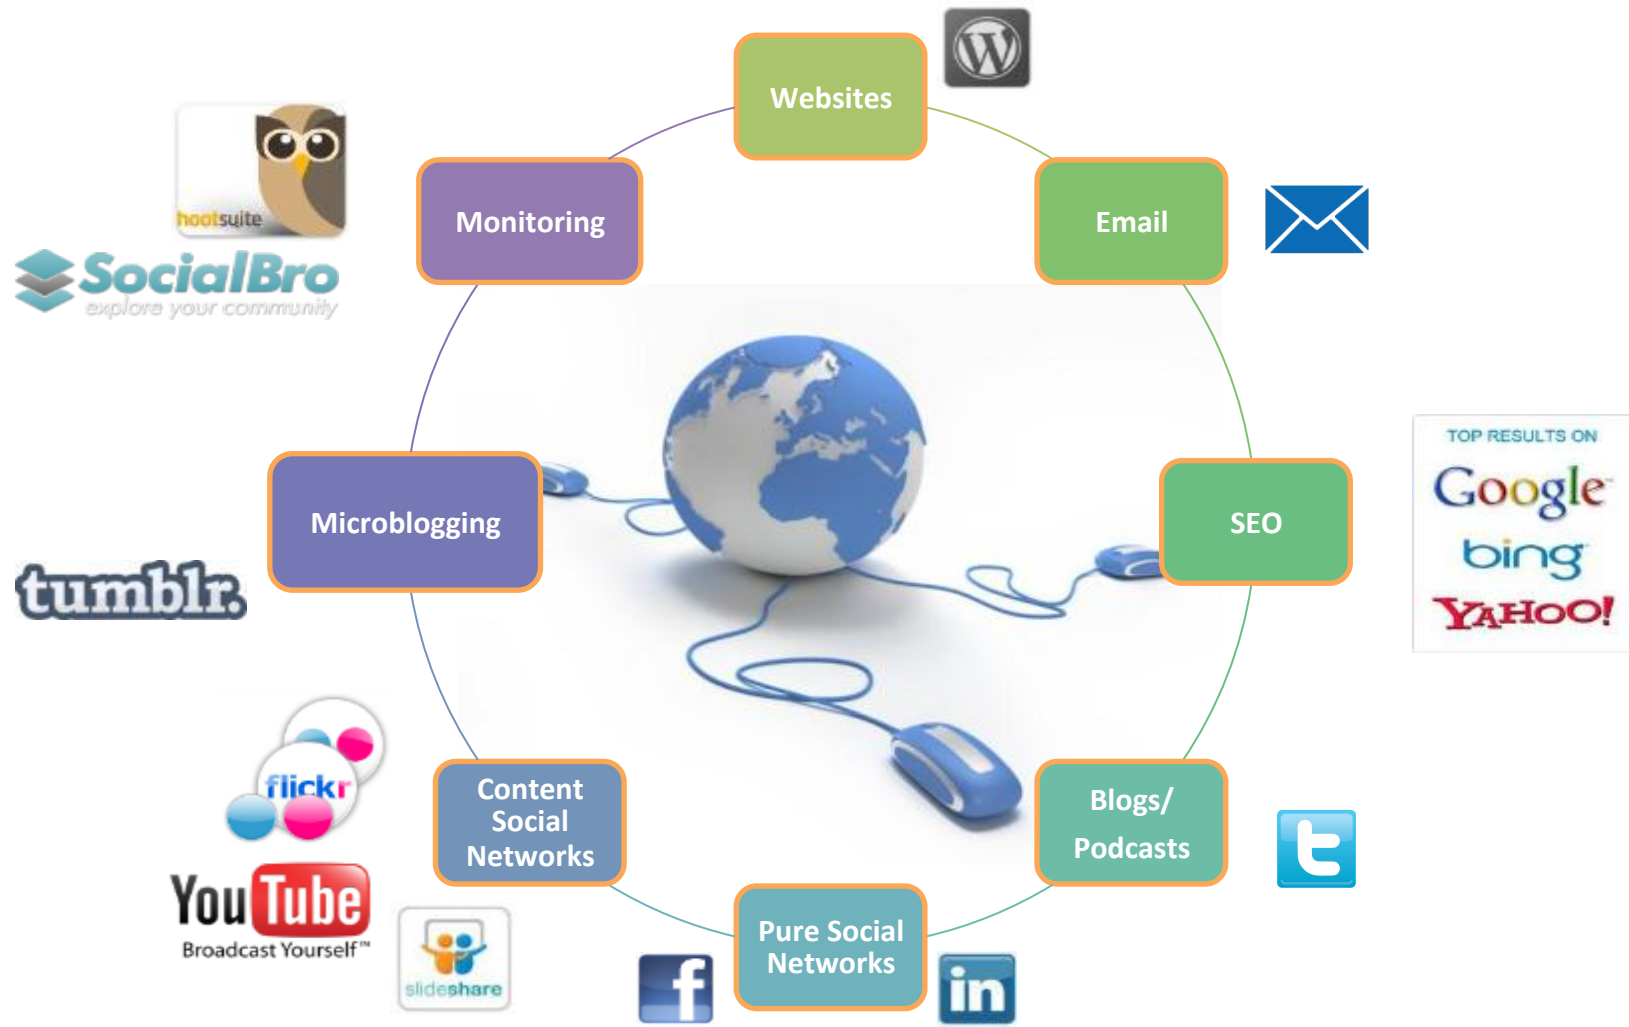 Websites
Email
SEO
TOP RESULTS ON
Google
bing
YAHOO!
Blogs/
Podcasts
Pure Social
Networks
in
Content
Social
Networks
flickr
YouTube
Broadcast Yourself™
slideshare
Microblogging
tumblr.
Monitoring
hootsuite
SocialBro
explore your community
W
t
f